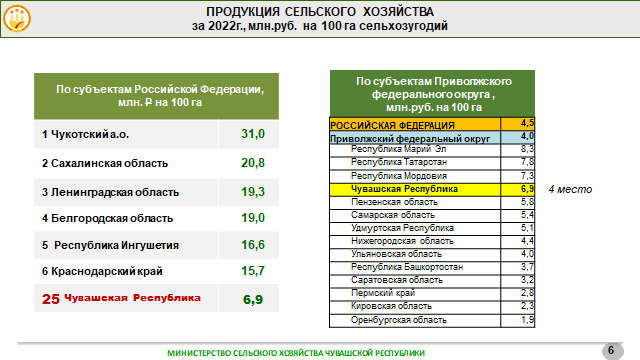 ПРОДУКЦИЯ СЕЛЬСКОГО ХОЗЯЙСТВА
за 2022г., млн.руб. на 100 га сельхозугодий
По субъектам Российской Федерации,
млн. ₽ на 100 га
1 Чукотский а.о. 31,0
2 Сахалинская область 20,8
3 Ленинградская область 19,3
4 Белгородская область 19,0
5 Республика Ингушетия 16,6
6 Краснодарский край 15,7
25 Чувашская Республика 6,9
По субъектам Приволжского
федерального округа ,
млн.руб. на 100 га
РОССИЙСКАЯ ФЕДЕРАЦИЯ 4,5
Приволжский федеральный округ 4,0
Республика Марий Эл 8,3
Республика Татарстан 7,8
Республика Мордовия 7,3
Чувашская Республика 6,9 4 место
Пензенская область 5,8
Самарская область 5,4
Удмуртская Республика 5,1
Нижегородская область 4,4
Ульяновская область 4,0
Республика Башкортостан 3,7
Саратовская область 3,2
Пермский край 2,8
Кировская область 2,3
Оренбургская область 1,9
МИНИСТЕРСТВО СЕЛЬСКОГО ХОЗЯЙСТВА ЧУВАШСКОЙ РЕСПУБЛИКИ
6